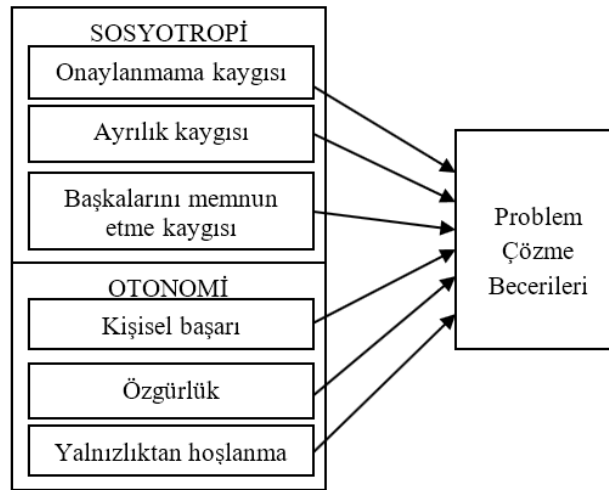 SOSYOTROPİ
Onaylanmama kaygısı
Ayrılık kaygısı
Başkalarını memnun
etme kaygısı
OTONOMİ
Kişisel başarı
Özgürlük
Yalnızlıktan hoşlanma
Problem
Çözme
Becerileri